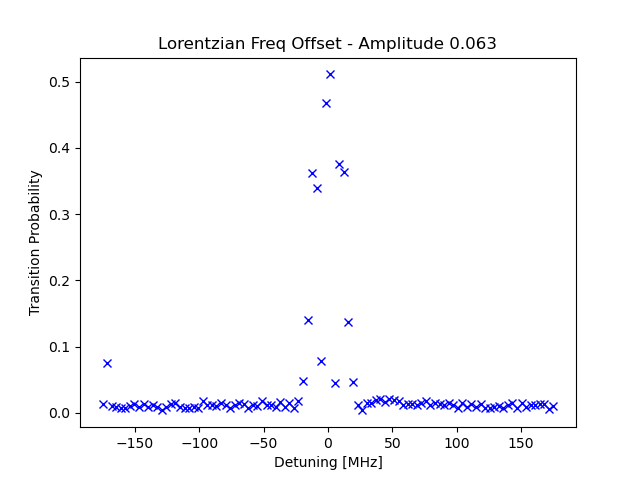 Lorentzian Freq Offset - Amplitude 0.063
Transition Probability
0.5
0.4
0.3
0.2
0.1
0.0
−150 −100 −50 0 50 100 150
Detuning [MHz]